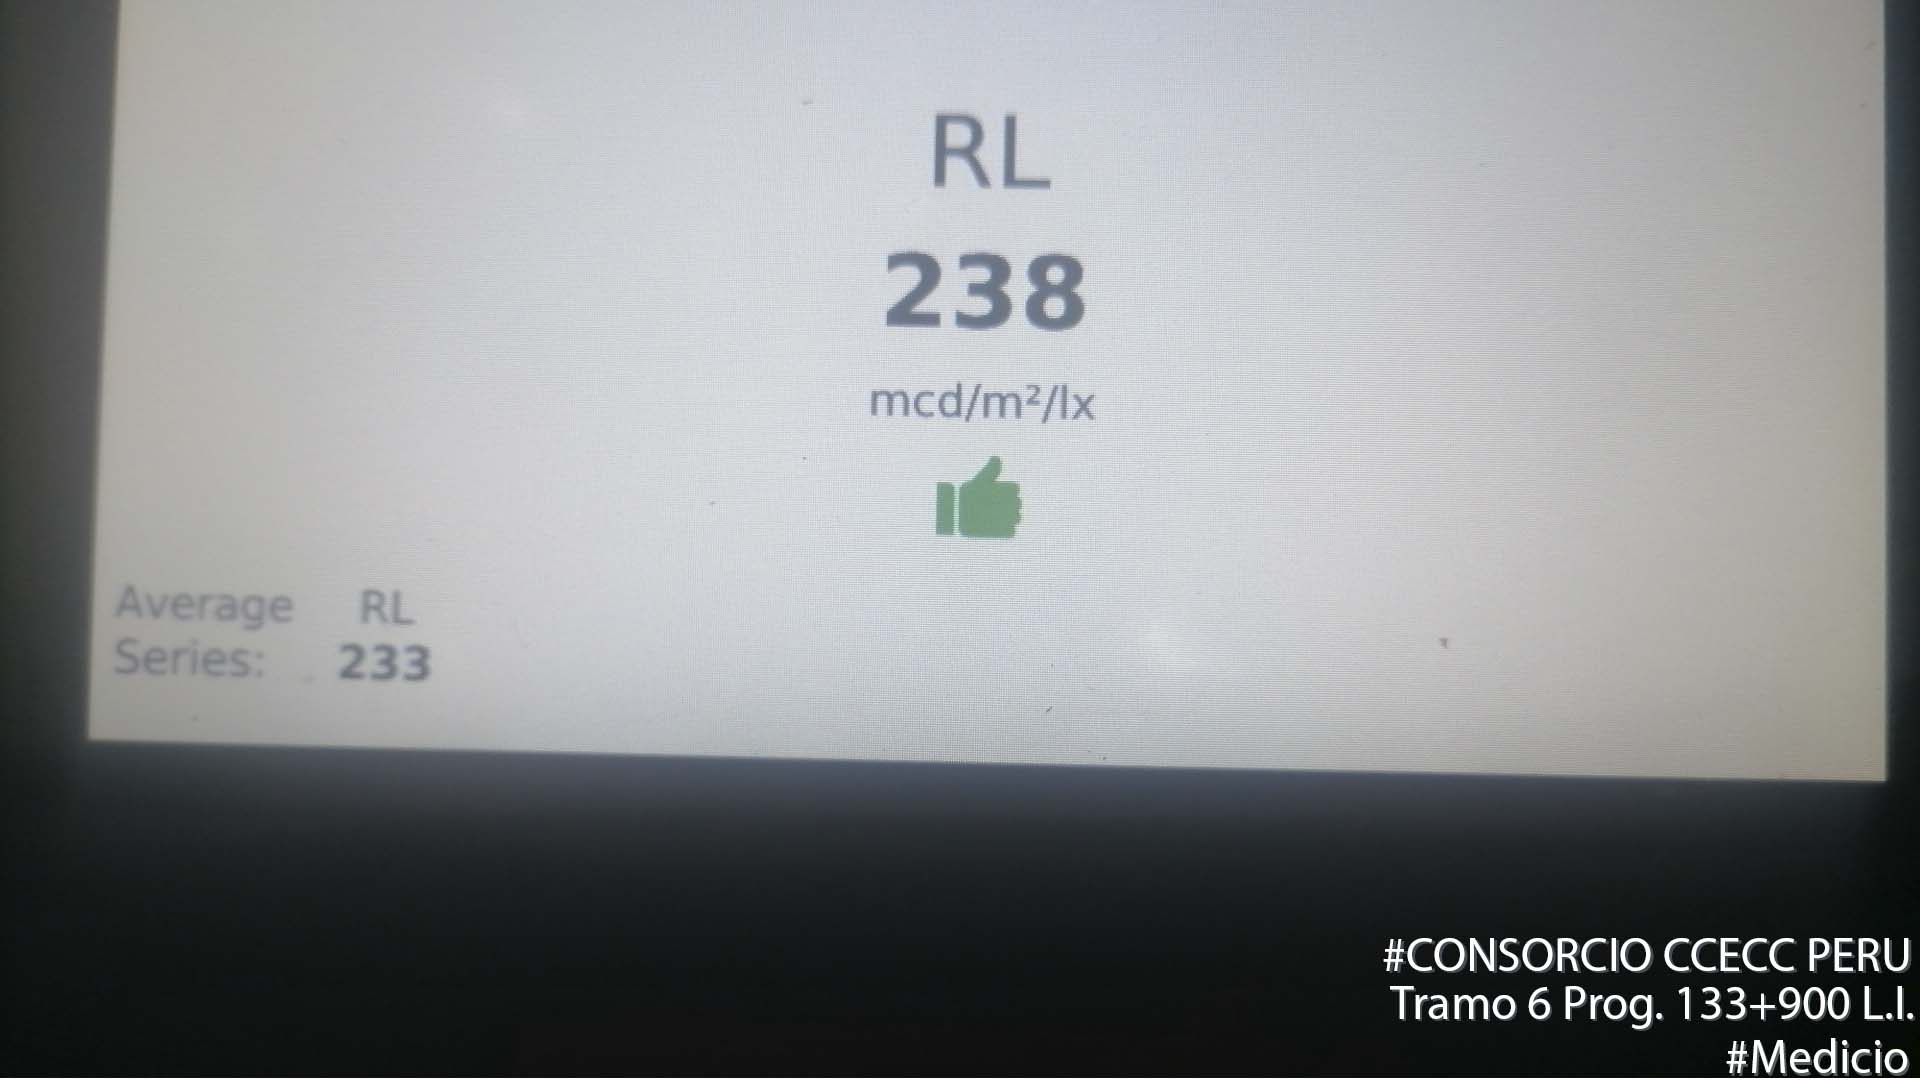 RL
238
mcd/m²/lx
Average RL
Series: 233
#CONSORCIO CCECC PERU
Tramo 6 Prog. 133+900 L.I.
#Medicio